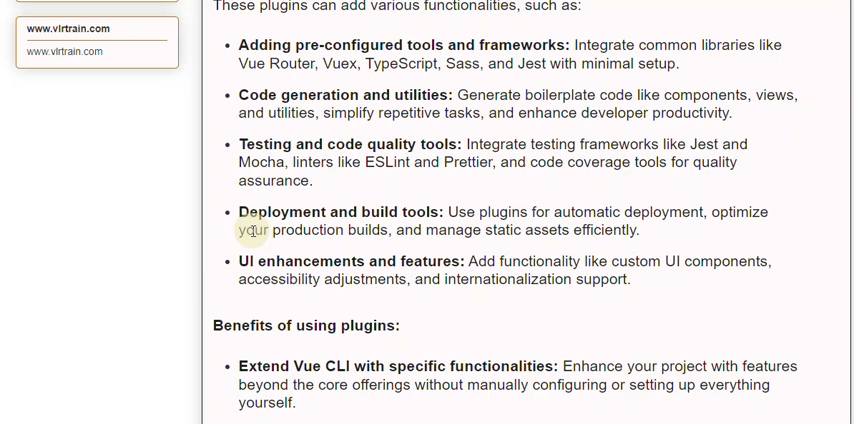 These plugins can add various functionalities, such as:
www.vlrtrain.com
www.vlrtrain.com
• Adding pre-configured tools and frameworks: Integrate common libraries like
Vue Router, Vuex, TypeScript, Sass, and Jest with minimal setup.
• Code generation and utilities: Generate boilerplate code like components, views,
and utilities, simplify repetitive tasks, and enhance developer productivity.
• Testing and code quality tools: Integrate testing frameworks like Jest and
Mocha, linters like ESLint and Prettier, and code coverage tools for quality
assurance.
• Deployment and build tools: Use plugins for automatic deployment, optimize
your production builds, and manage static assets efficiently.
• UI enhancements and features: Add functionality like custom UI components,
accessibility adjustments, and internationalization support.
Benefits of using plugins:
• Extend Vue CLI with specific functionalities: Enhance your project with features
beyond the core offerings without manually configuring or setting up everything
yourself.